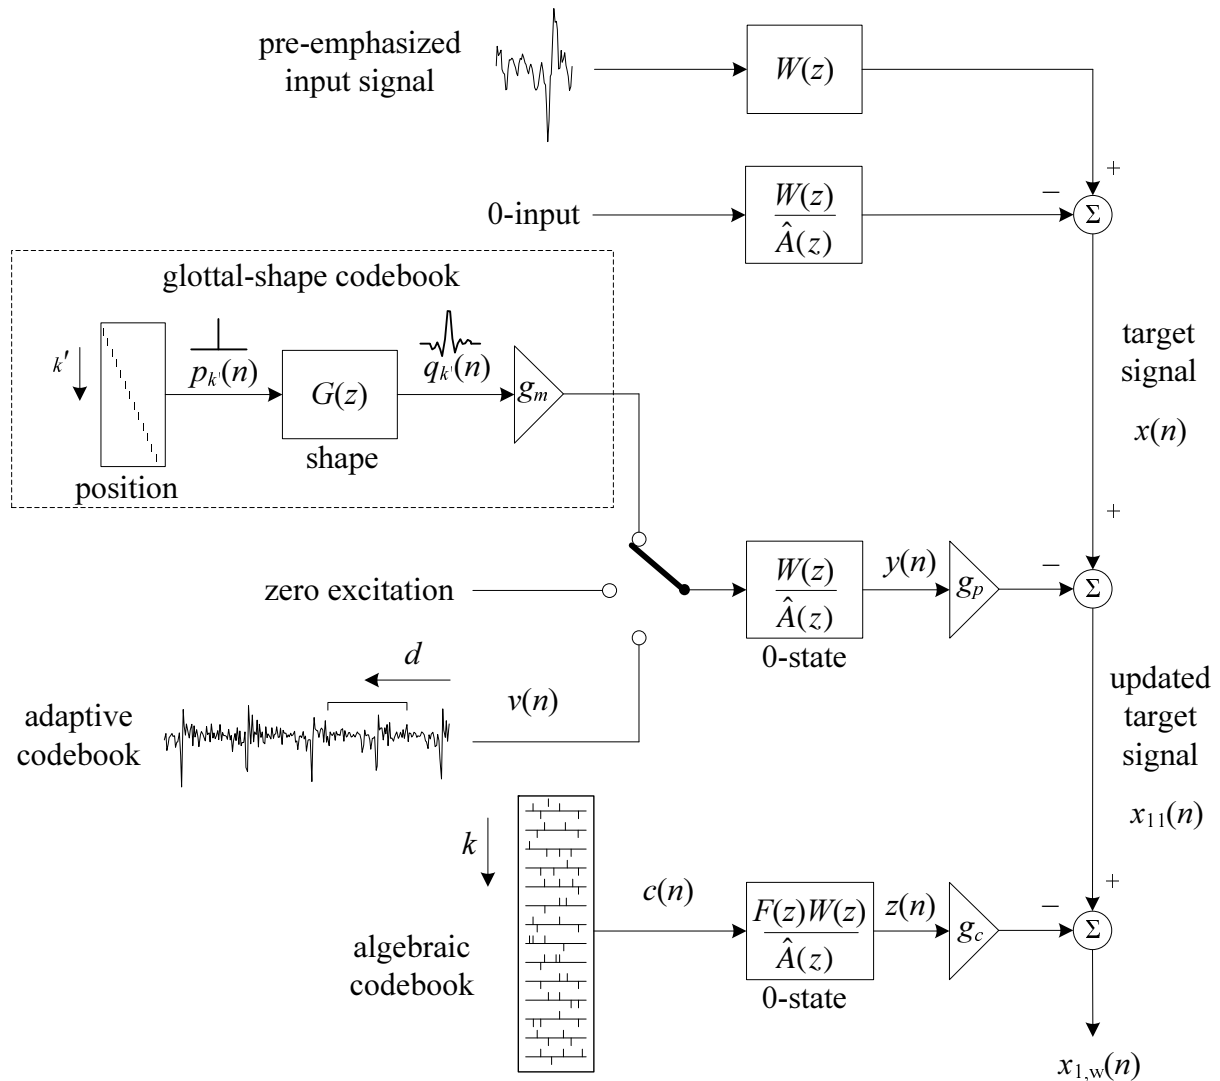 pre-emphasized
input signal
W(z)
+
−
0-input
W(z)
Â(z)
Σ
glottal-shape codebook
k′
p_k'(n)
q_k'(n)
g_m
G(z)
shape
position
target
signal
x(n)
+
−
zero excitation
W(z)
Â(z)
0-state
y(n)
g_p
Σ
d
v(n)
adaptive
codebook
updated
target
signal
x_11(n)
k
c(n)
algebraic
codebook
F(z)W(z)
Â(z)
0-state
z(n)
g_c
+
−
Σ
x_1,w(n)